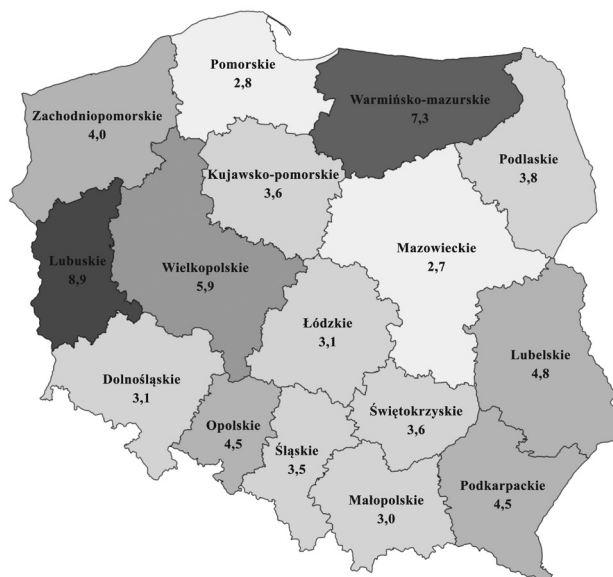 Pomorskie
2,8
Warmińsko-mazurskie
7,3
Zachodniopomorskie
4,0
Podlaskie
3,8
Kujawsko-pomorskie
3,6
Mazowieckie
2,7
Lubuskie
8,9
Wielkopolskie
5,9
Łódzkie
3,1
Lubelskie
4,8
Dolnośląskie
3,1
Świętokrzyskie
3,6
Opolskie
4,5
Śląskie
3,5
Podkarpackie
4,5
Małopolskie
3,0